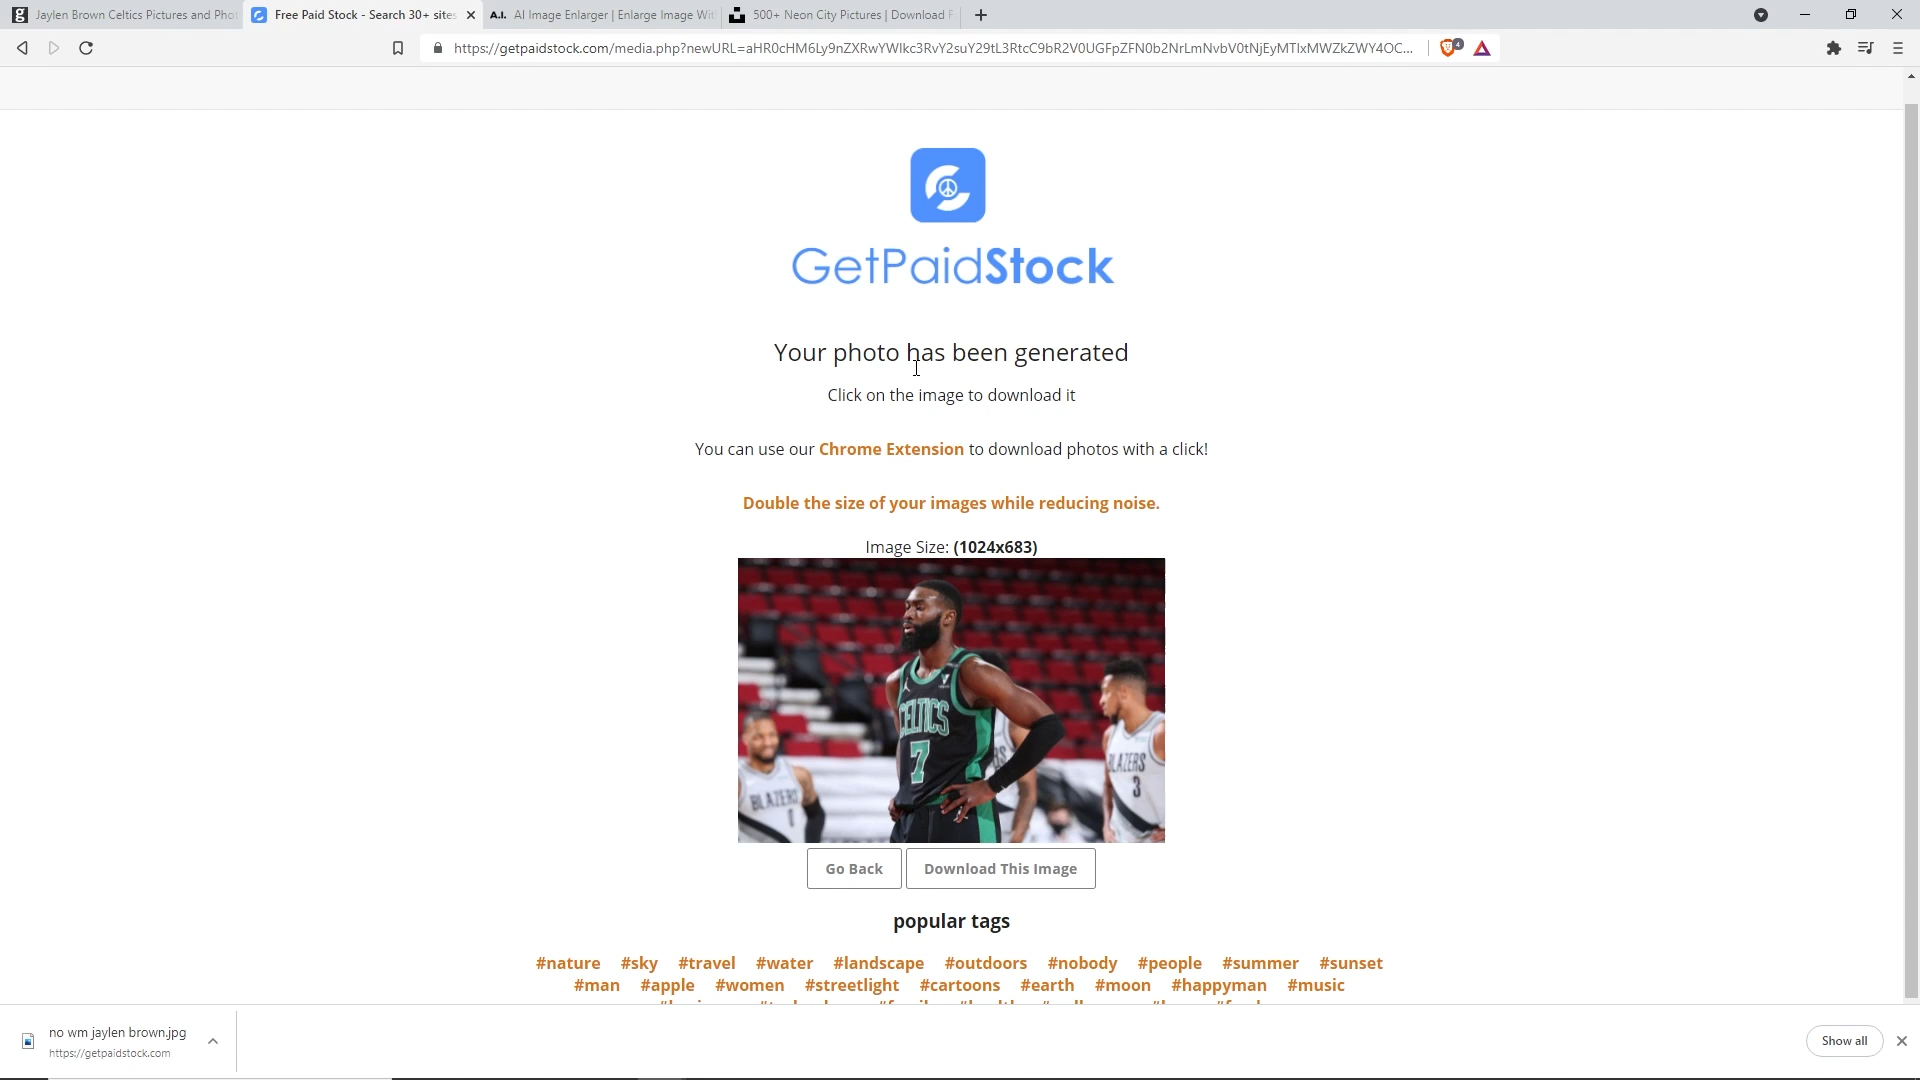 Jaylen Brown Celtics Pictures and Phot
Free Paid Stock - Search 30+ sites
A.I. AI Image Enlarger | Enlarge Image Wit
500+ Neon City Pictures | Download F
https://getpaidstock.com/media.php?newURL=aHR0cHM6Ly9nZXRwYWlkc3RvY2suY29tL3RtcC9bR2V0UGFpZFN0b2NrLmNvbV0tNjEyMTIxMWZkZWY4OC...
4
GetPaidStock
Your photo has been generated
Click on the image to download it
You can use our Chrome Extension to download photos with a click!
Double the size of your images while reducing noise.
Image Size: (1024x683)
CELTICS
7
BLAZERS
1
BLAZERS
3
Go Back
Download This Image
popular tags
#nature #sky #travel #water #landscape #outdoors #nobody #people #summer #sunset
#man #apple #women #streetlight #cartoons #earth #moon #happyman #music
no wm jaylen brown.jpg
https://getpaidstock.com
Show all